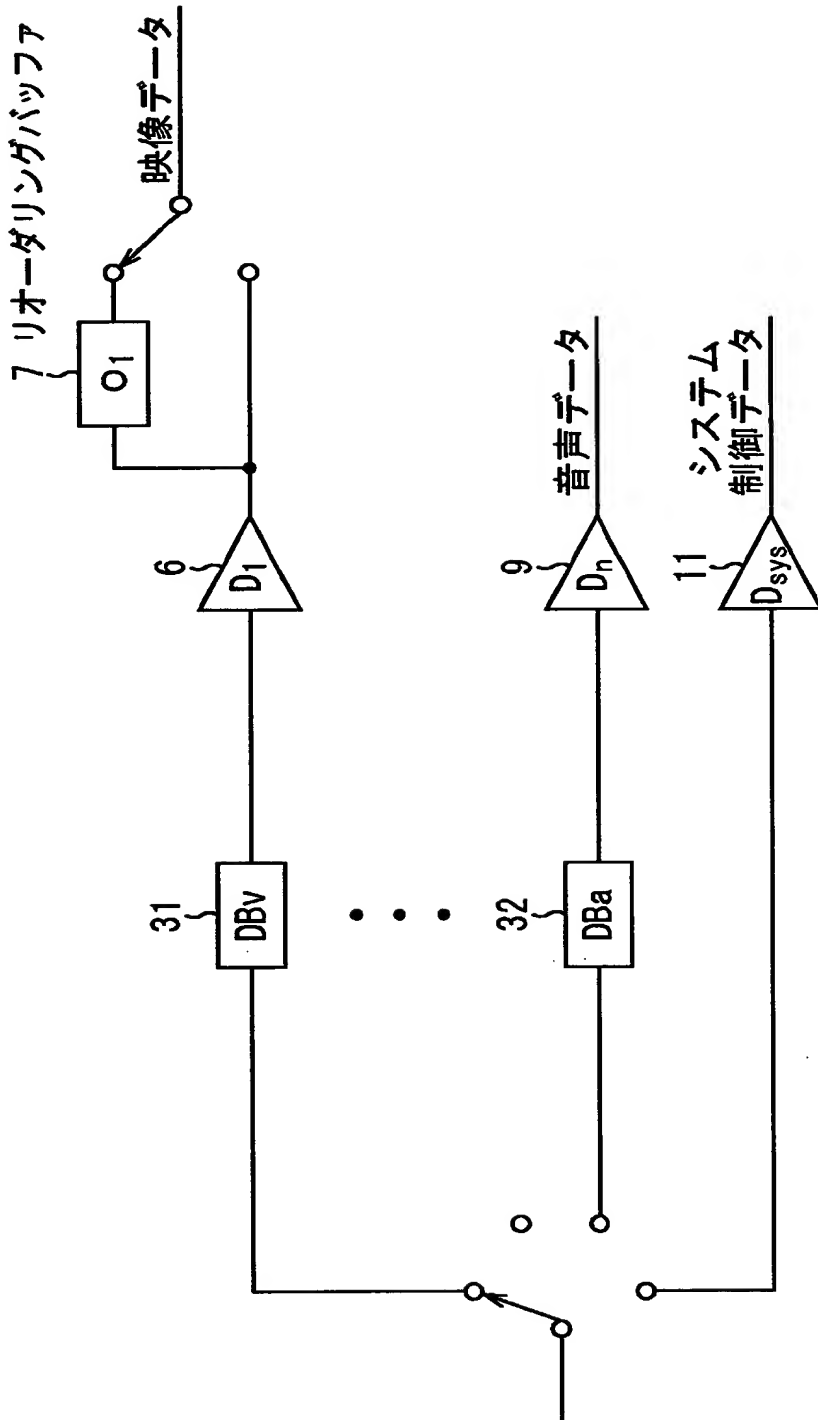 7 リオーダリングバッファ
O1
映像データ
6
D1
31
DBv
音声データ
9
Dn
32
DBa
システム
制御データ
11
Dsys